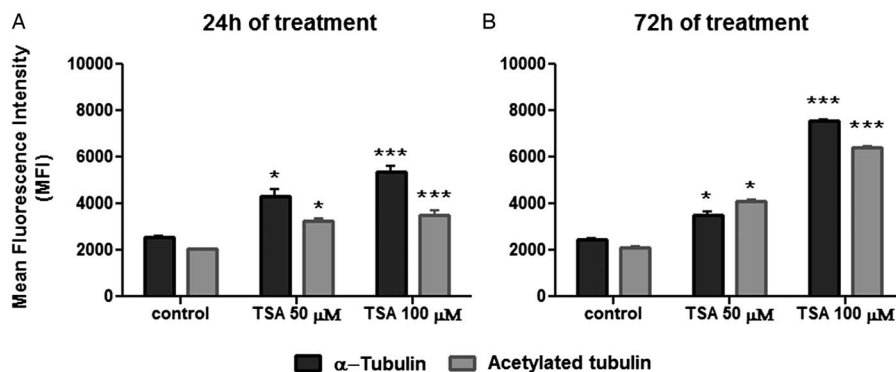 A
24h of treatment
B
72h of treatment
Mean Fluorescence Intensity
(MFI)
10000
8000
6000
4000
2000
0
*
*
***
***
control
TSA 50 μM
TSA 100 μM
10000
8000
6000
4000
2000
0
*
*
***
***
control
TSA 50 μM
TSA 100 μM
α–Tubulin
Acetylated tubulin